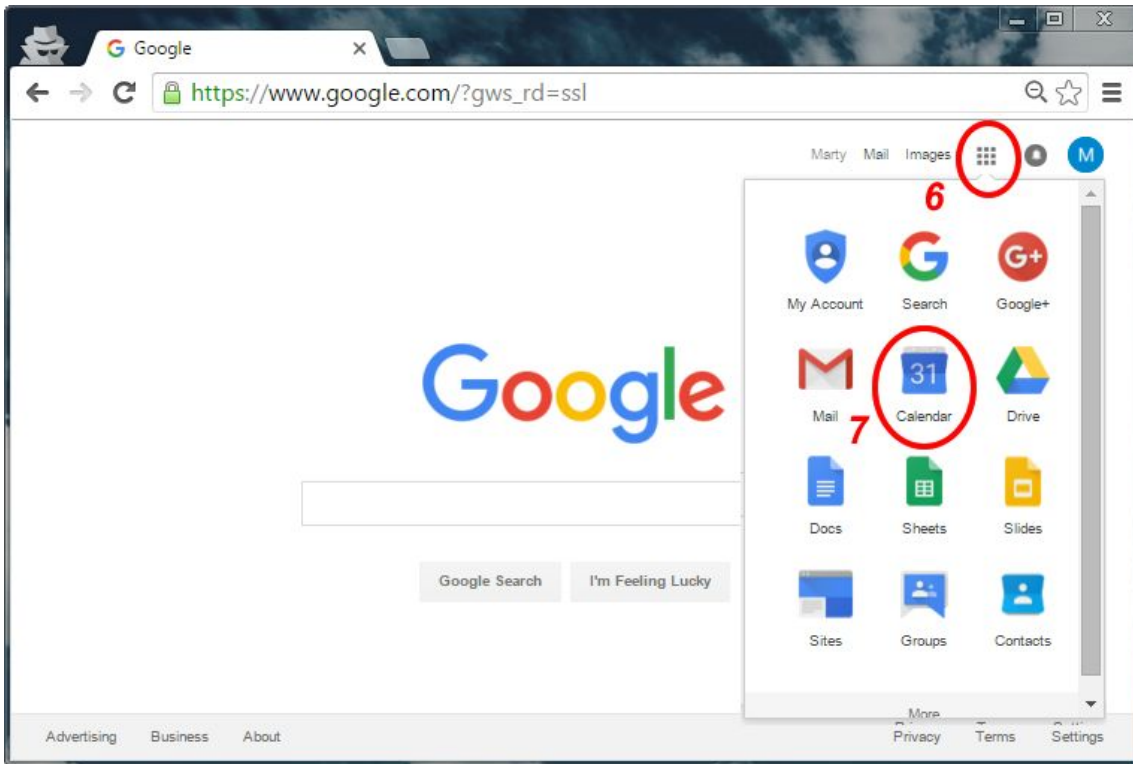 G Google
https://www.google.com/?gws_rd=ssl
Marty Mail Images M
6
G G+
My Account Search Google+
31
Mail 7 Calendar Drive
Google
Docs Sheets Slides
Google Search I'm Feeling Lucky
Sites Groups Contacts
More
Advertising Business About Privacy Terms Settings